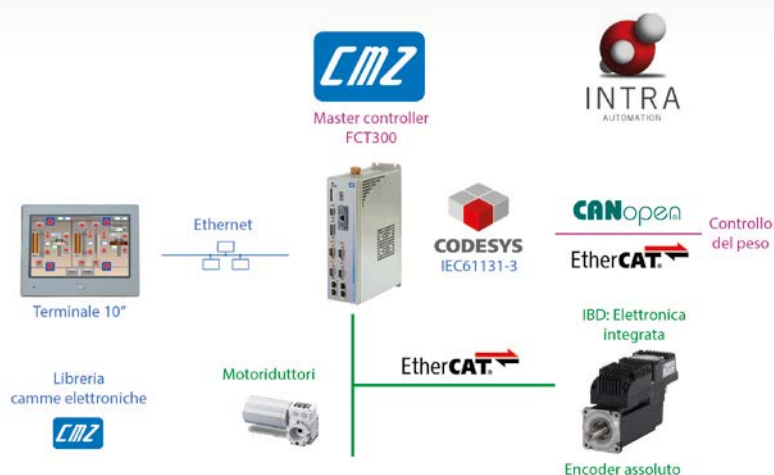 CMZ
Master controller
FCT300
INTRA
AUTOMATION
Ethernet
CODESYS
IEC61131-3
CANopen
EtherCAT
Controllo
del peso
Terminale 10"
IBD: Elettronica
integrata
EtherCAT
Libreria
camme elettroniche
CMZ
Motoriduttori
Encoder assoluto